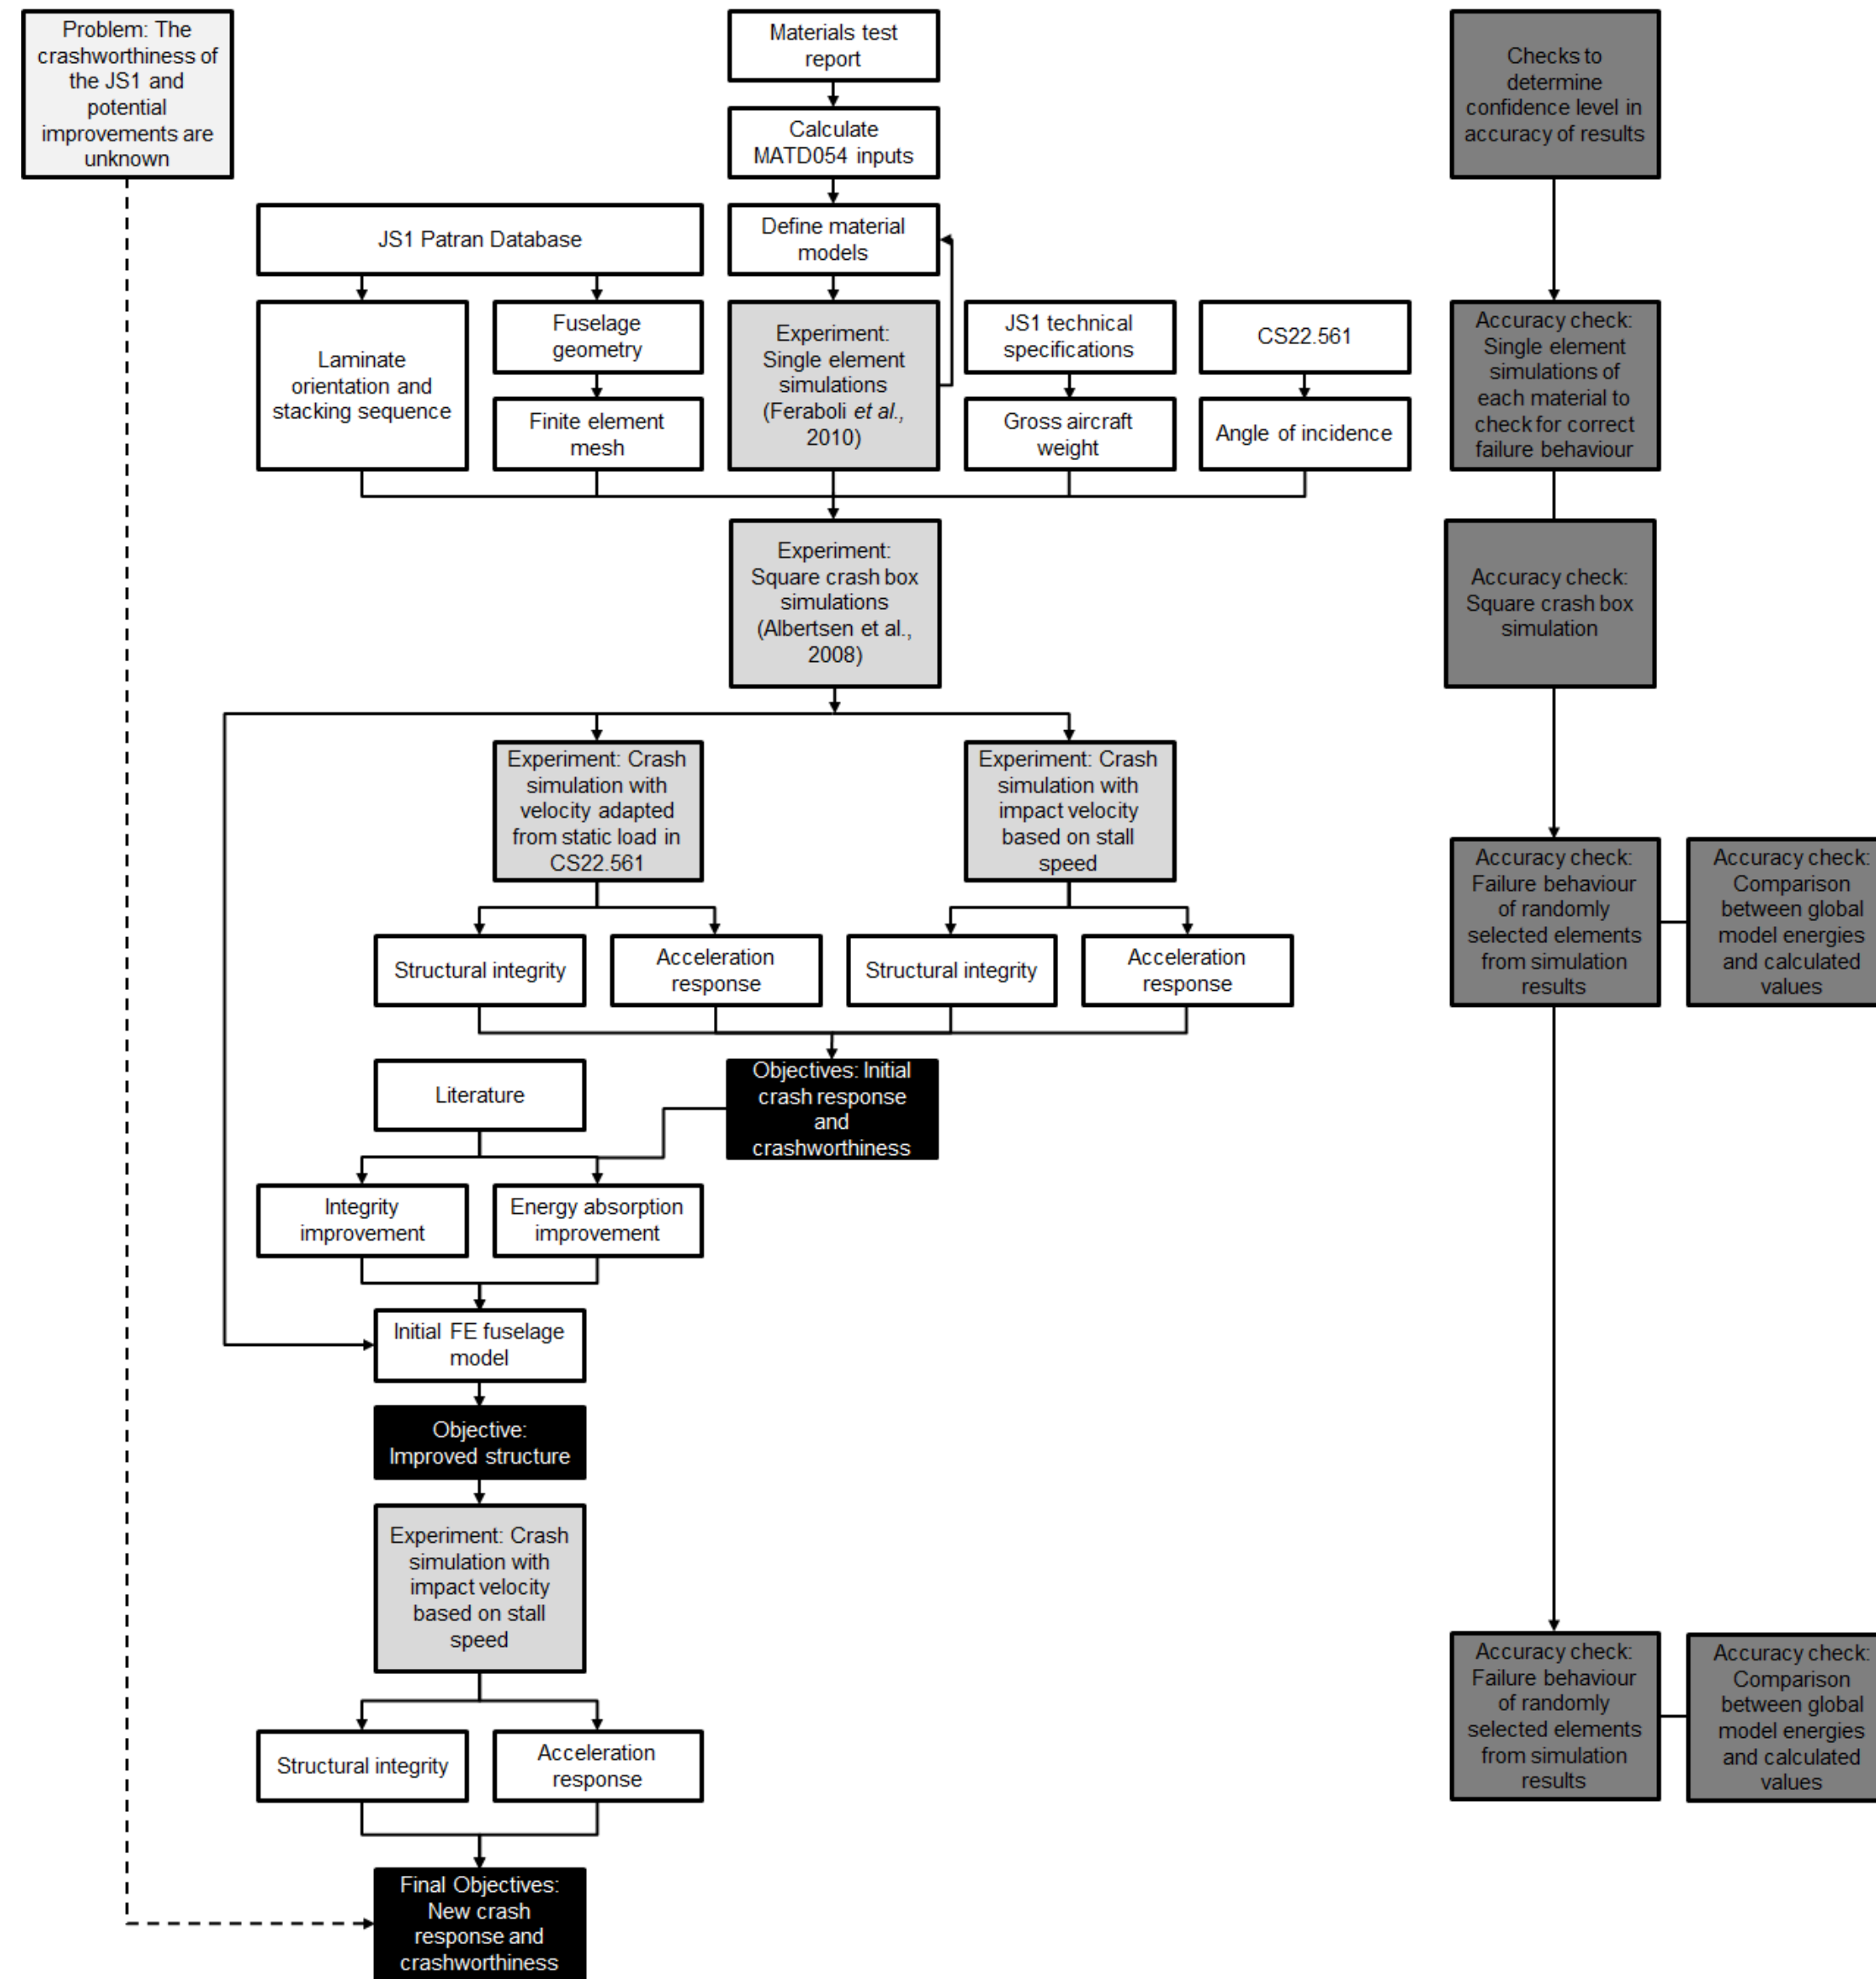 Problem: The
crashworthiness of
the JS1 and
potential
improvements are
unknown
Materials test
report
Checks to
determine
confidence level in
accuracy of results
Calculate
MATD054 inputs
JS1 Patran Database
Define material
models
Laminate
orientation and
stacking sequence
Fuselage
geometry
Finite element
mesh
Experiment:
Single element
simulations
(Feraboli et al.,
2010)
JS1 technical
specifications
Gross aircraft
weight
CS22.561
Angle of incidence
Accuracy check:
Single element
simulations of
each material to
check for correct
failure behaviour
Experiment:
Square crash box
simulations
(Albertsen et al.,
2008)
Accuracy check:
Square crash box
simulation
Experiment: Crash
simulation with
velocity adapted
from static load in
CS22.561
Experiment: Crash
simulation with
impact velocity
based on stall
speed
Accuracy check:
Failure behaviour
of randomly
selected elements
from simulation
results
Accuracy check:
Comparison
between global
model energies
and calculated
values
Structural integrity
Acceleration
response
Structural integrity
Acceleration
response
Literature
Objectives: Initial
crash response
and
crashworthiness
Integrity
improvement
Energy absorption
improvement
Initial FE fuselage
model
Objective:
Improved structure
Experiment: Crash
simulation with
impact velocity
based on stall
speed
Accuracy check:
Failure behaviour
of randomly
selected elements
from simulation
results
Accuracy check:
Comparison
between global
model energies
and calculated
values
Structural integrity
Acceleration
response
Final Objectives:
New crash
response and
crashworthiness